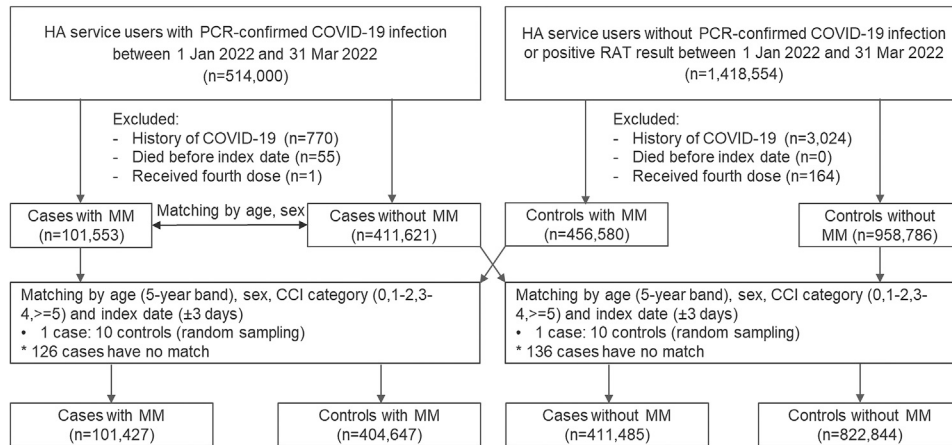 HA service users with PCR-confirmed COVID-19 infection
between 1 Jan 2022 and 31 Mar 2022
(n=514,000)
HA service users without PCR-confirmed COVID-19 infection
or positive RAT result between 1 Jan 2022 and 31 Mar 2022
(n=1,418,554)
Excluded:
- History of COVID-19 (n=770)
- Died before index date (n=55)
- Received fourth dose (n=1)
Excluded:
- History of COVID-19 (n=3,024)
- Died before index date (n=0)
- Received fourth dose (n=164)
Cases with MM
(n=101,553)
Matching by age, sex
Cases without MM
(n=411,621)
Controls with MM
(n=456,580)
Controls without
MM (n=958,786)
Matching by age (5-year band), sex, CCI category (0,1-2,3-
4,>=5) and index date (±3 days)
• 1 case: 10 controls (random sampling)
* 126 cases have no match
Matching by age (5-year band), sex, CCI category (0,1-2,3-
4,>=5) and index date (±3 days)
• 1 case: 10 controls (random sampling)
* 136 cases have no match
Cases with MM
(n=101,427)
Controls with MM
(n=404,647)
Cases without MM
(n=411,485)
Controls without MM
(n=822,844)